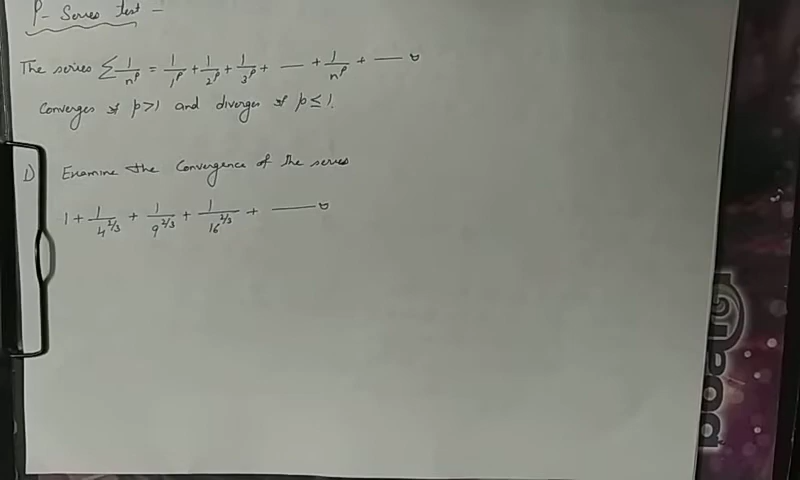 P- Series test -
The series ∑ 1/n^p = 1/1^p + 1/2^p + 1/3^p + — + 1/n^p + — ∞
Converges if p>1 and diverges if p≤1.
1) Examine the Convergence of the series
1 + 1/4^(2/3) + 1/9^(2/3) + 1/16^(2/3) + — ∞